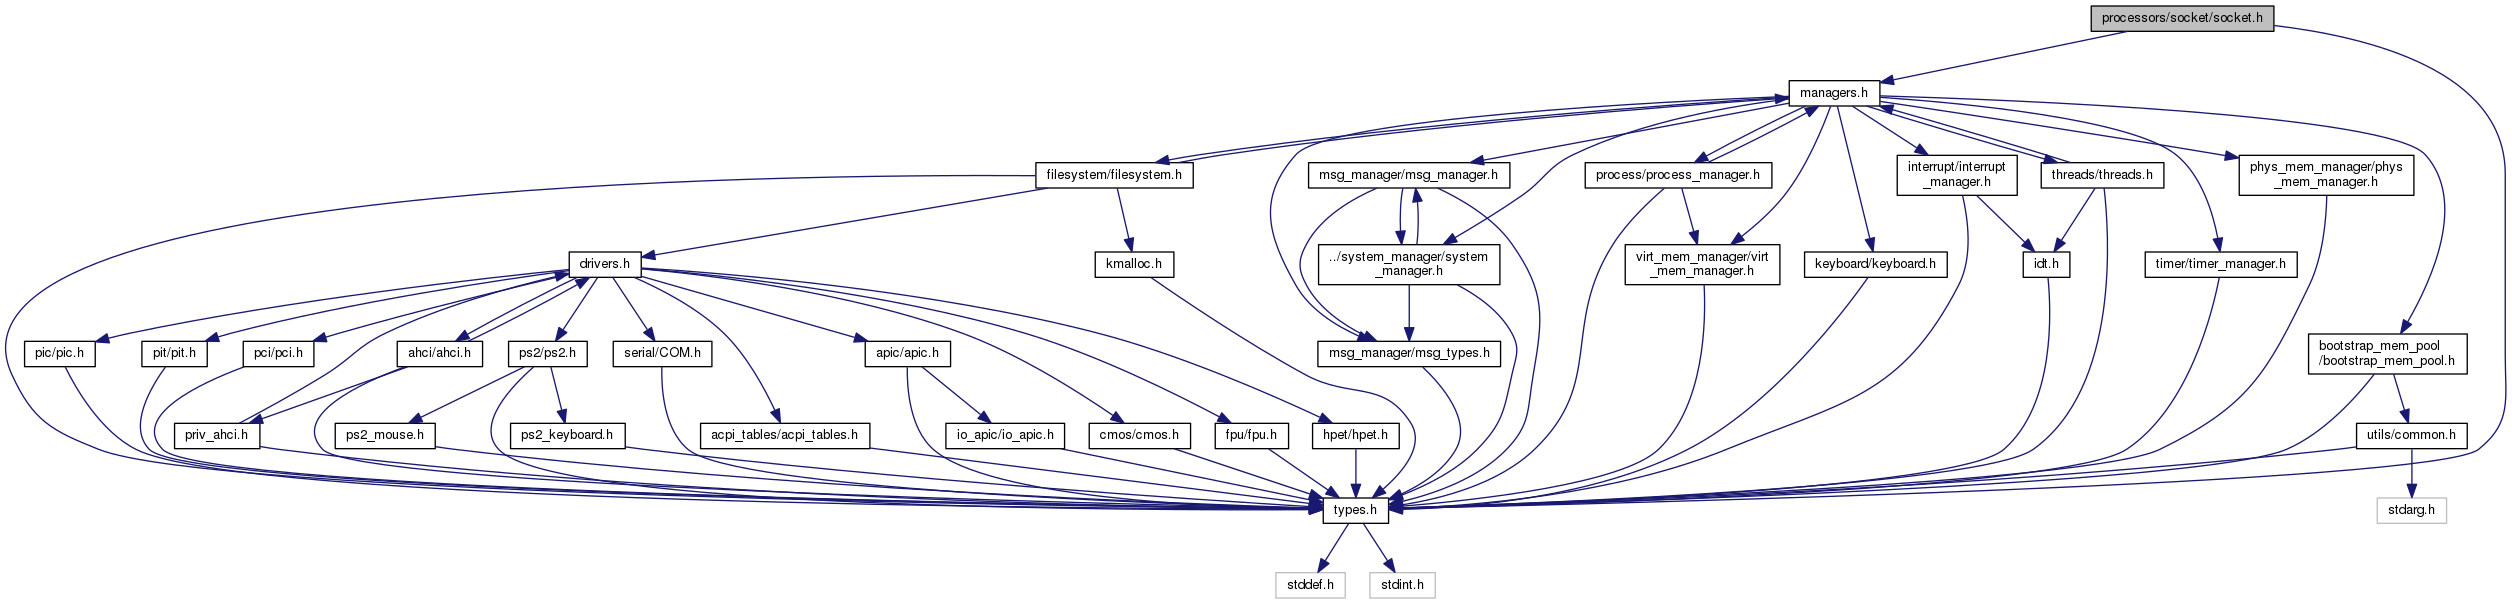 processors/socket/socket.h
managers.h
filesystem/filesystem.h
msg_manager/msg_manager.h
process/process_manager.h
interrupt/interrupt
_manager.h
threads/threads.h
phys_mem_manager/phys
_mem_manager.h
drivers.h
kmalloc.h
../system_manager/system
_manager.h
virt_mem_manager/virt
_mem_manager.h
keyboard/keyboard.h
idt.h
timer/timer_manager.h
pic/pic.h
pit/pit.h
pci/pci.h
ahci/ahci.h
ps2/ps2.h
serial/COM.h
apic/apic.h
msg_manager/msg_types.h
bootstrap_mem_pool
/bootstrap_mem_pool.h
priv_ahci.h
ps2_mouse.h
ps2_keyboard.h
acpi_tables/acpi_tables.h
io_apic/io_apic.h
cmos/cmos.h
fpu/fpu.h
hpet/hpet.h
utils/common.h
types.h
stdarg.h
stddef.h
stdint.h